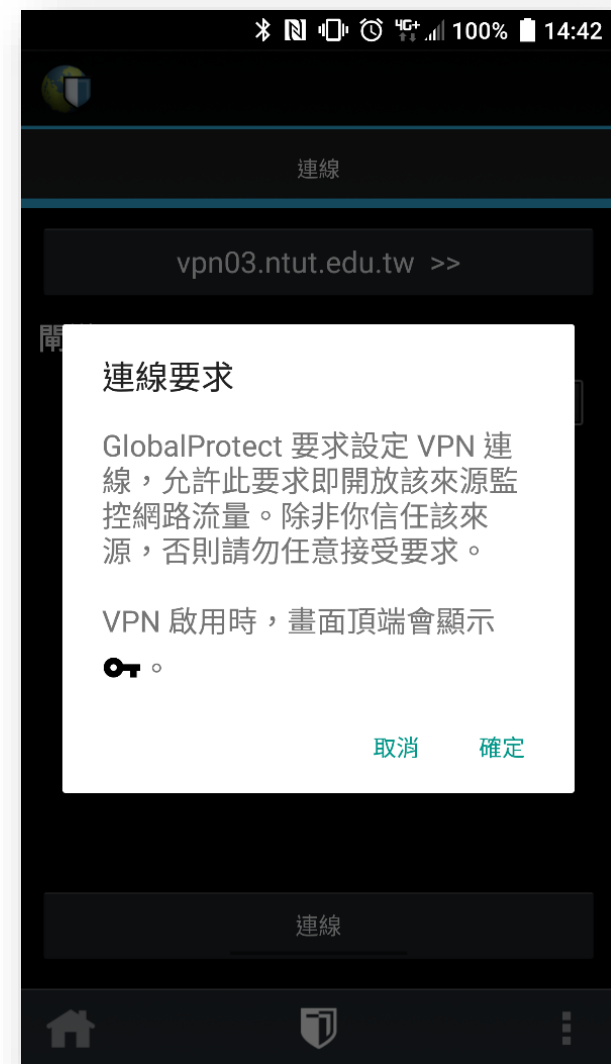 4G+ 100% 14:42
連線
vpn03.ntut.edu.tw >>
閘
連線要求
GlobalProtect 要求設定 VPN 連
線，允許此要求即開放該來源監
控網路流量。除非你信任該來
源，否則請勿任意接受要求。
VPN 啟用時，畫面頂端會顯示
。
取消 確定
連線